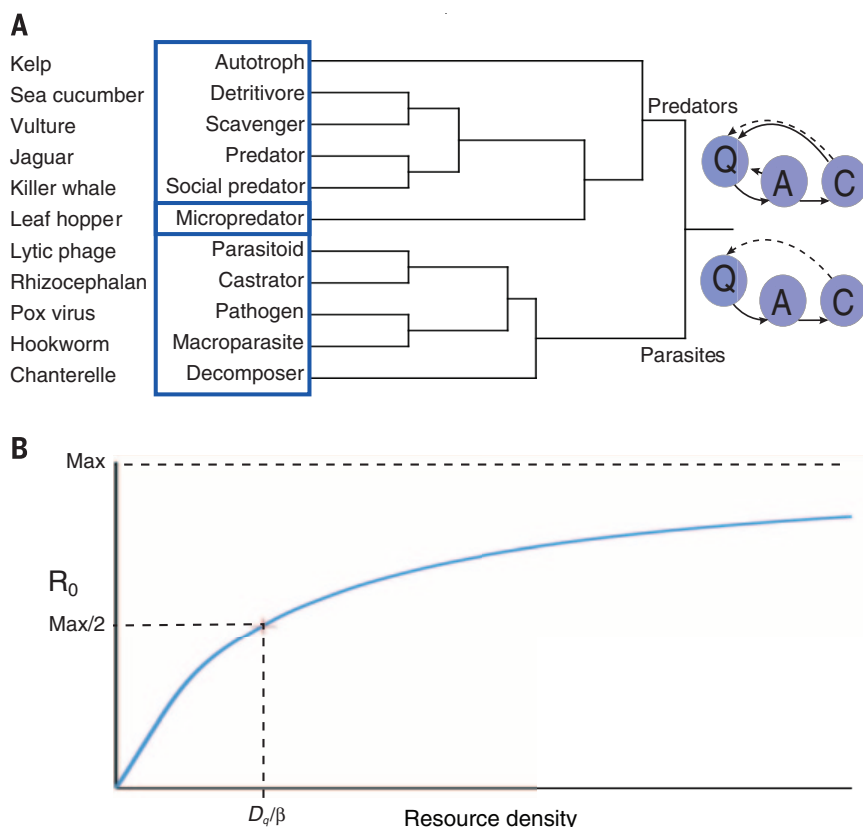 A
Kelp Autotroph
Sea cucumber Detritivore
Predators
Vulture Scavenger
Jaguar Predator
Q A C
Killer whale Social predator
Leaf hopper Micropredator
Lytic phage Parasitoid
Rhizocephalan Castrator
Q A C
Pox virus Pathogen
Hookworm Macroparasite
Parasites
Chanterelle Decomposer
B
Max
R0
Max/2
Dq/β
Resource density